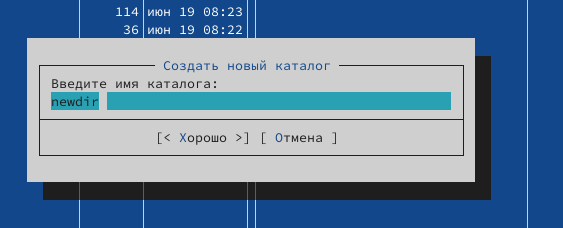 114 июн 19 08:23
36 июн 19 08:22
Создать новый каталог
Введите имя каталога:
newdir
[< Хорошо >] [ Отмена ]